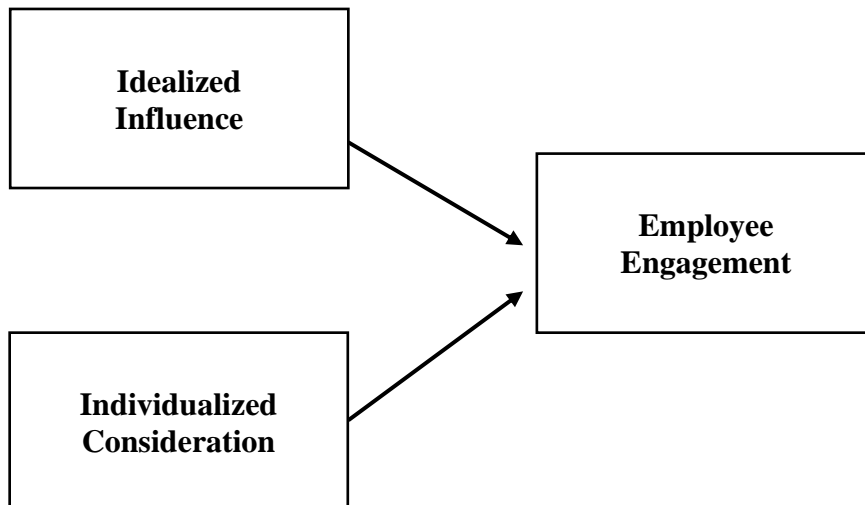 Idealized
Influence
Employee
Engagement
Individualized
Consideration